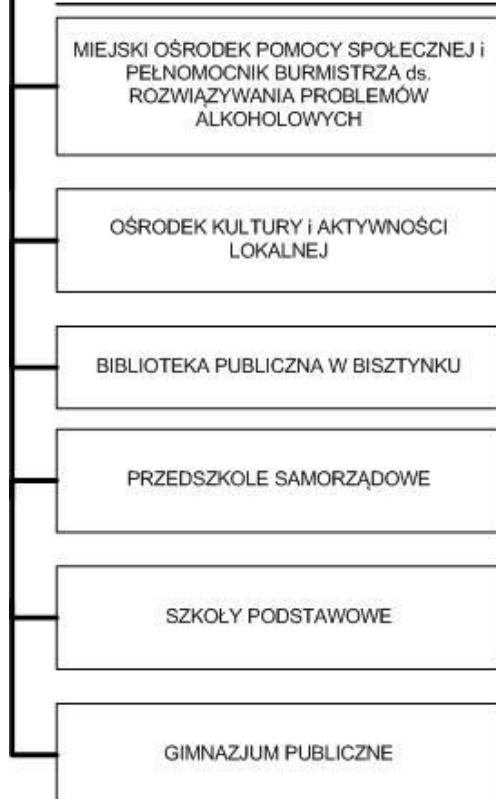 MIEJSKI OŚRODEK POMOCY SPOŁECZNEJ i
PEŁNOMOCNIK BURMISTRZA ds.
ROZWIĄZYWANIA PROBLEMÓW
ALKOHOLOWYCH
OŚRODEK KULTURY i AKTYWNOŚCI
LOKALNEJ
BIBLIOTEKA PUBLICZNA W BISZTYNKU
PRZEDSZKOLE SAMORZĄDOWE
SZKOŁY PODSTAWOWE
GIMNAZJUM PUBLICZNE